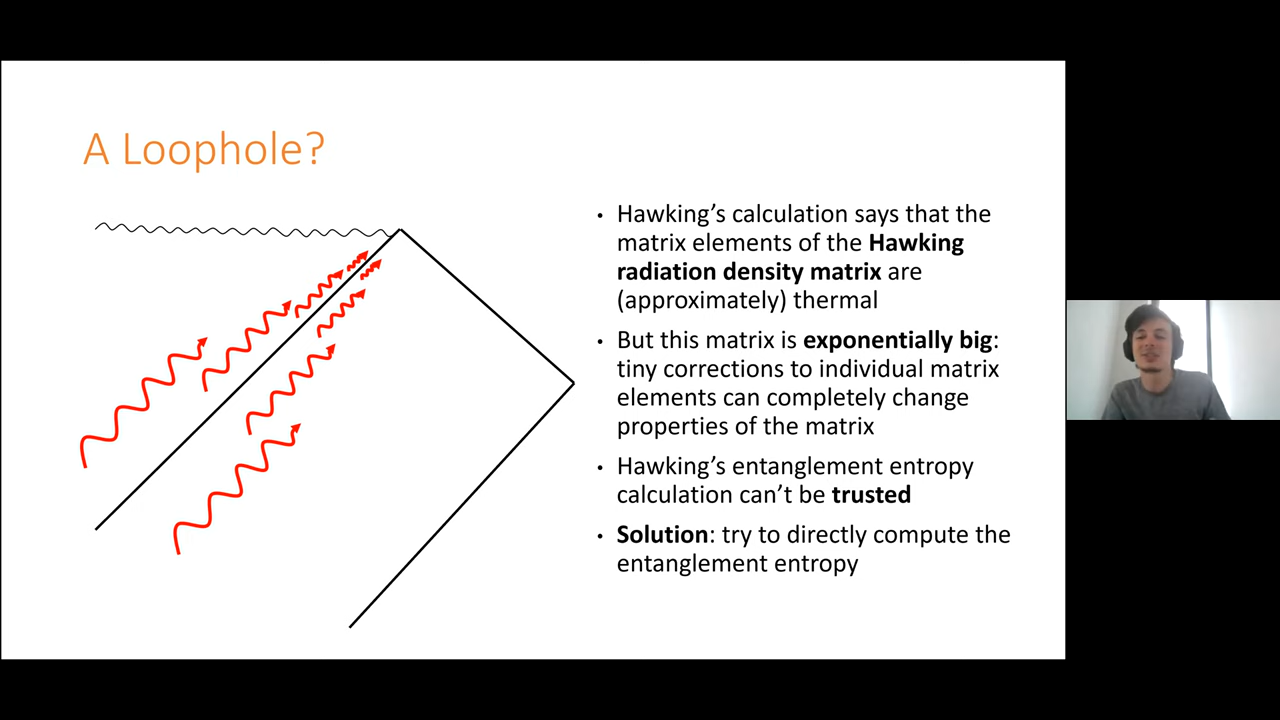 A Loophole?
• Hawking’s calculation says that the
matrix elements of the Hawking
radiation density matrix are
(approximately) thermal
• But this matrix is exponentially big:
tiny corrections to individual matrix
elements can completely change
properties of the matrix
• Hawking’s entanglement entropy
calculation can’t be trusted
• Solution: try to directly compute the
entanglement entropy